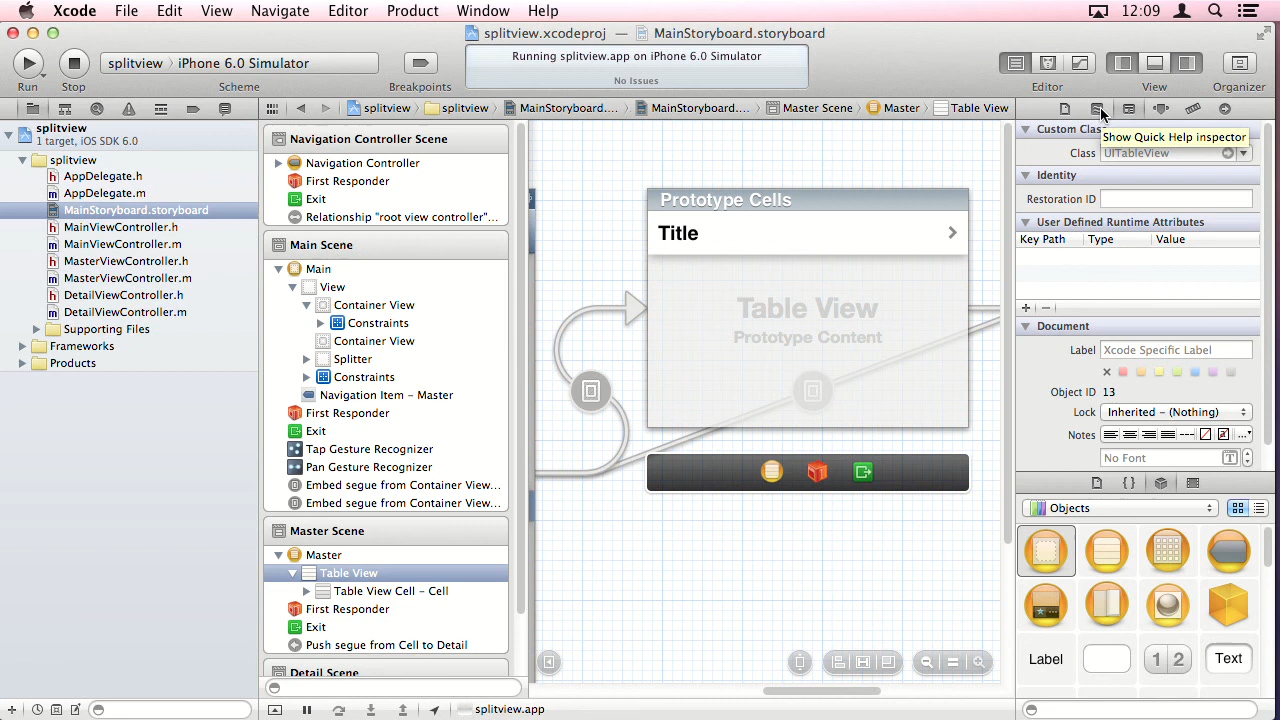 Xcode File Edit View Navigate Editor Product Window Help 12:09
splitview.xcodeproj — MainStoryboard.storyboard
Run Stop
splitview 〉 iPhone 6.0 Simulator
Scheme
Breakpoints
Running splitview.app on iPhone 6.0 Simulator
No Issues
Editor View Organizer
splitview splitview MainStoryboard.... MainStoryboard.... Master Scene Master Table View
splitview
1 target, iOS SDK 6.0
splitview
AppDelegate.h
AppDelegate.m
MainStoryboard.storyboard
MainViewController.h
MainViewController.m
MasterViewController.h
MasterViewController.m
DetailViewController.h
DetailViewController.m
Supporting Files
Frameworks
Products
Navigation Controller Scene
Navigation Controller
First Responder
Exit
Relationship "root view controller"...
Main Scene
Main
View
Container View
Constraints
Container View
Splitter
Constraints
Navigation Item – Master
First Responder
Exit
Tap Gesture Recognizer
Pan Gesture Recognizer
Embed segue from Container View...
Embed segue from Container View...
Master Scene
Master
Table View
Table View Cell – Cell
First Responder
Exit
Push segue from Cell to Detail
Detail Scene
Prototype Cells
Title
Table View
Prototype Content
splitview.app
Custom Clas
Show Quick Help inspector
Class UITableView
Identity
Restoration ID
User Defined Runtime Attributes
Key Path Type Value
Document
Label Xcode Specific Label
Object ID 13
Lock Inherited – (Nothing)
Notes
No Font
Objects
Label 1 2 Text